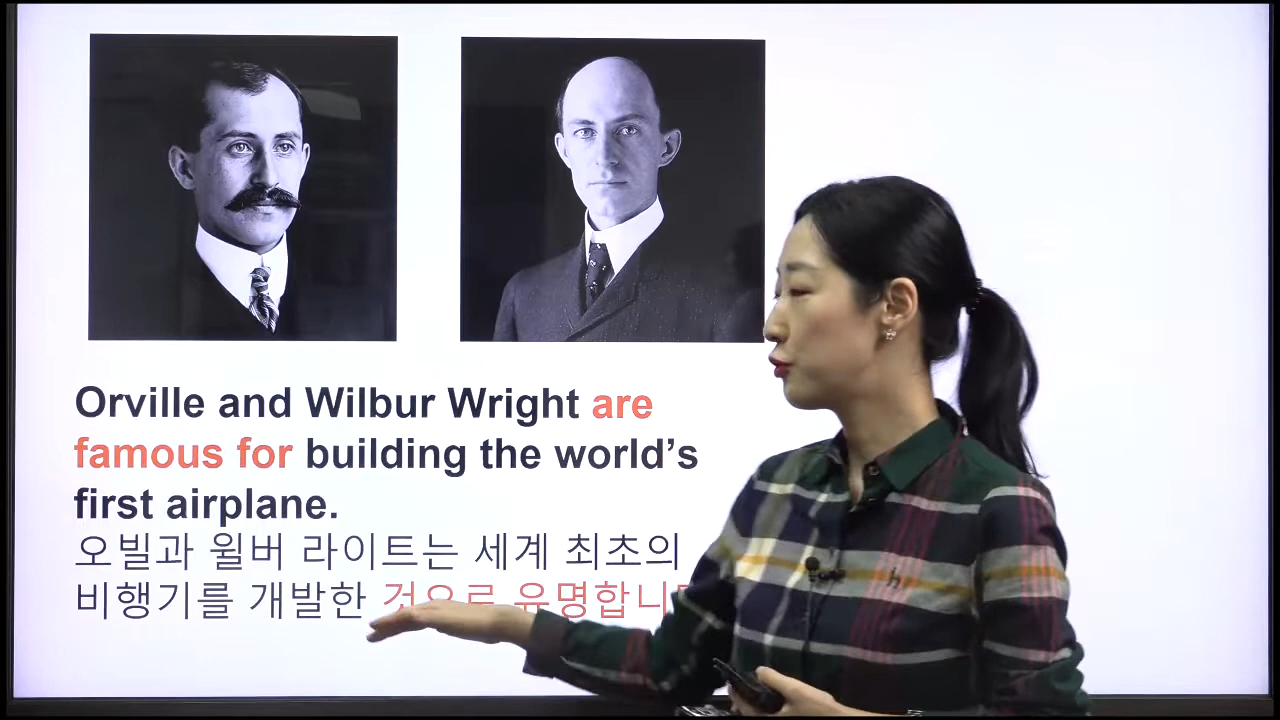 Orville and Wilbur Wright are
famous for building the world's
first airplane.
오빌과 윌버 라이트는 세계 최초의
비행기를 개발한 것으로 유명합니